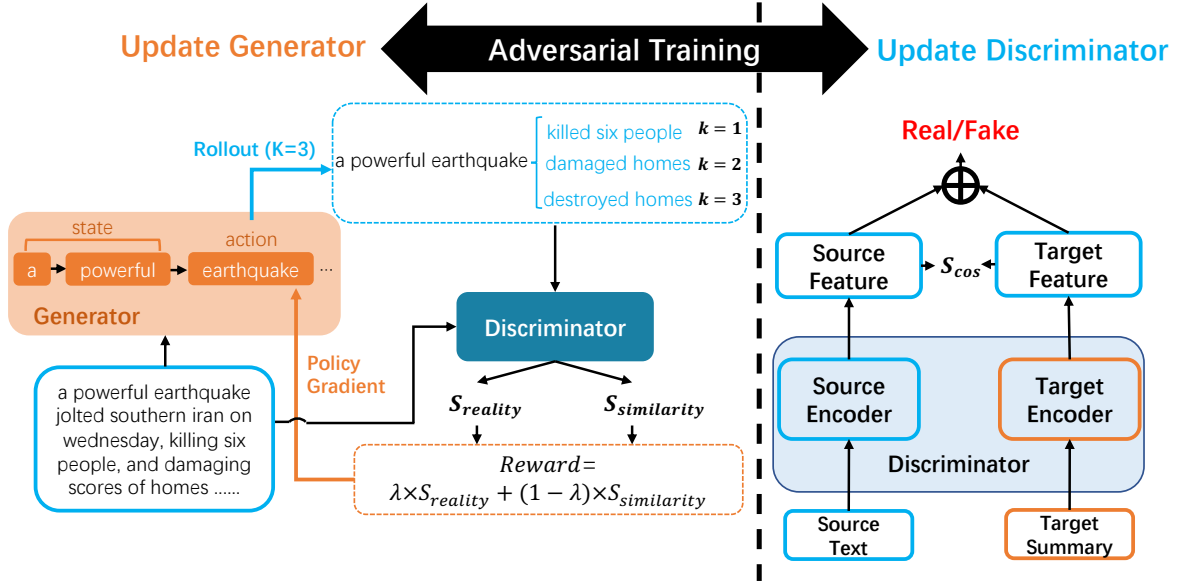 Update Generator
Adversarial Training
Update Discriminator
Rollout (K=3)
a powerful earthquake
killed six people k = 1
damaged homes k = 2
destroyed homes k = 3
state
action
a
powerful
earthquake
...
Generator
Policy
Gradient
a powerful earthquake
jolted southern iran on
wednesday, killing six
people, and damaging
scores of homes ......
Discriminator
S_reality
S_similarity
Reward=
λ×S_reality + (1 − λ)×S_similarity
Real/Fake
Source
Feature
S_cos
Target
Feature
Source
Encoder
Target
Encoder
Discriminator
Source
Text
Target
Summary